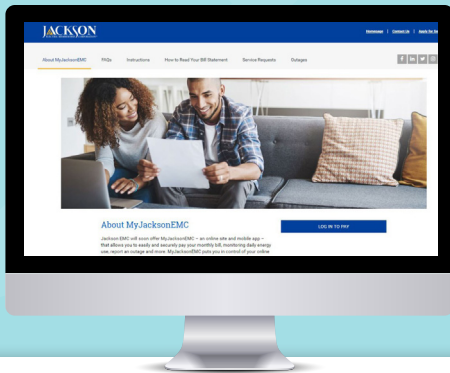 JACKSON
Homepage | Contact Us | Apply for
About MyJacksonEMC FAQs Instructions How to Read Your Bill Statement Service Requests Outages
About MyJacksonEMC
LOG IN TO PAY
Jackson EMC will soon offer MyJacksonEMC – an online site and mobile app –
that allows you to easily and securely pay your monthly bill, monitoring daily energy
use, report an outage and more. MyJacksonEMC puts you in control of your online